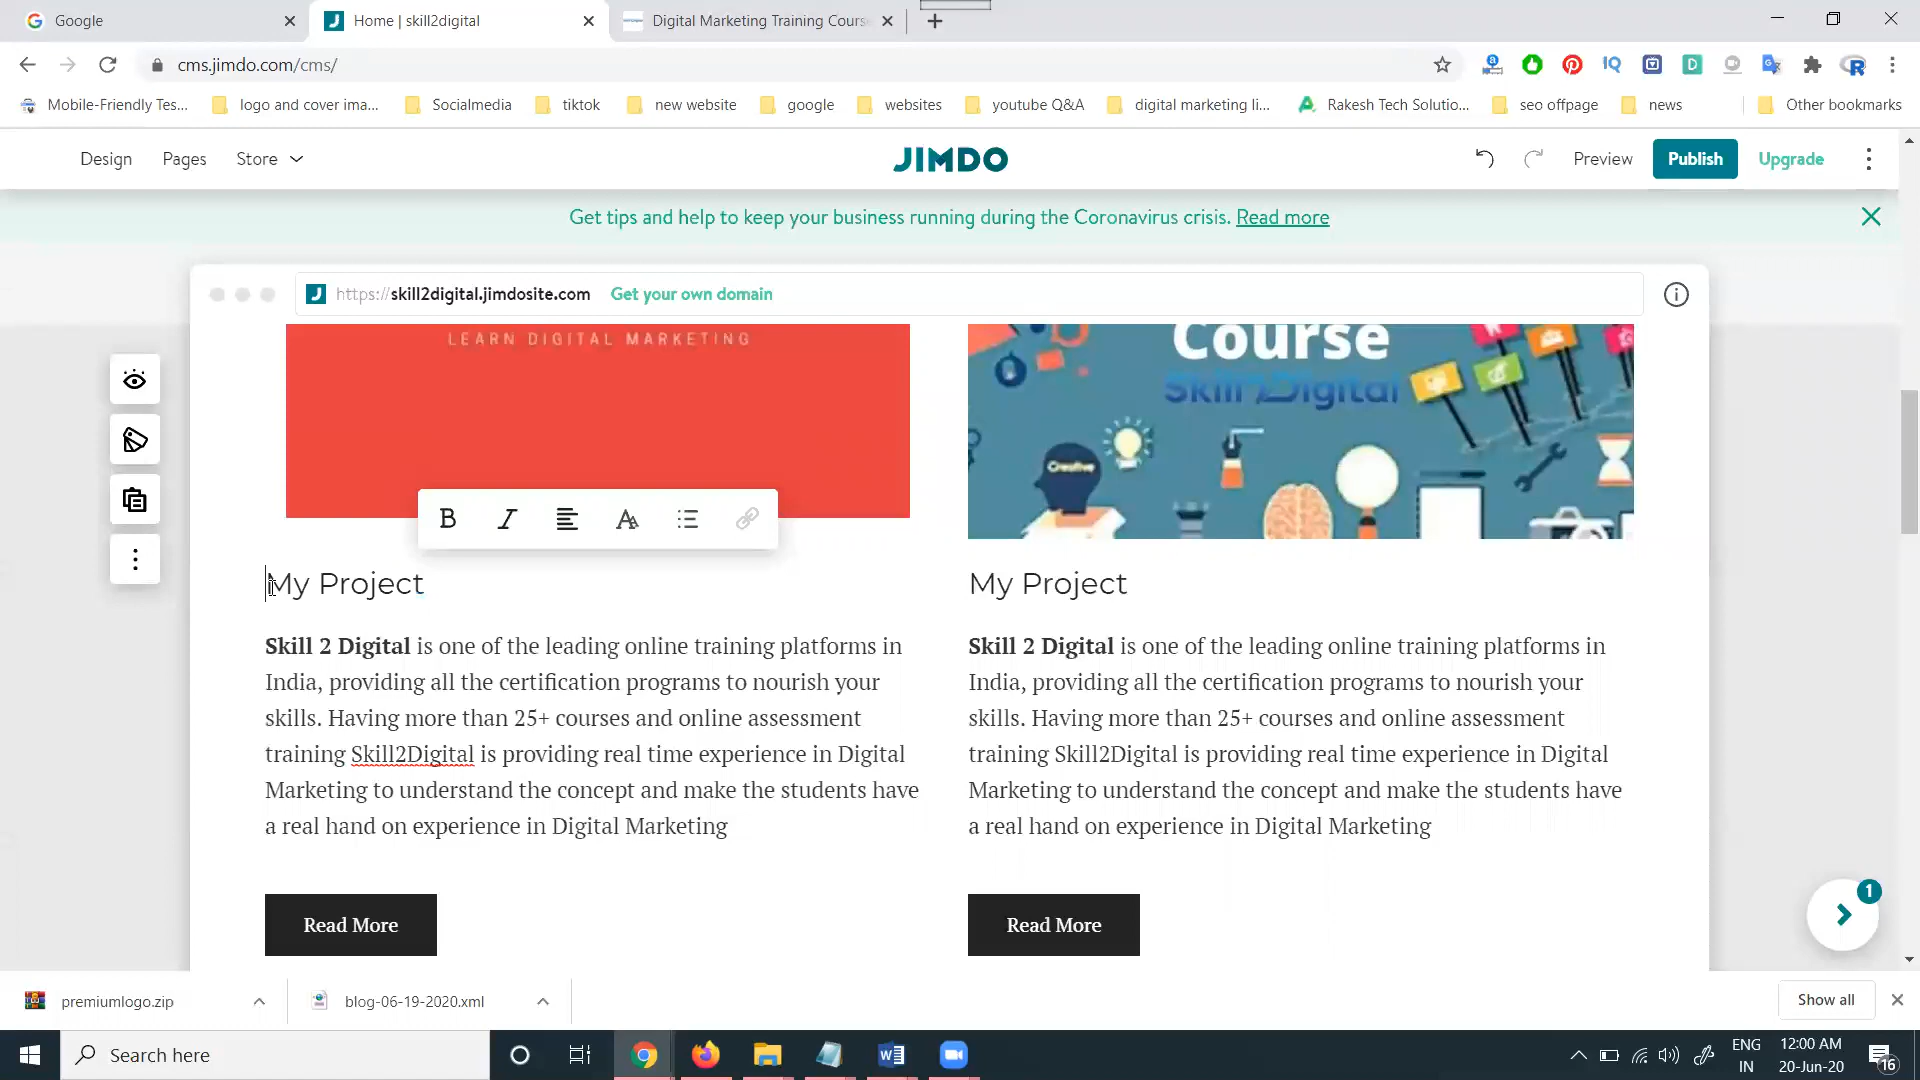 Google
Home | skill2digital
Digital Marketing Training Cours
cms.jimdo.com/cms/
Mobile-Friendly Tes...
logo and cover ima...
Socialmedia
tiktok
new website
google
websites
youtube Q&A
digital marketing li...
Rakesh Tech Solutio...
seo offpage
news
Other bookmarks
Design
Pages
Store
JIMDO
Preview
Publish
Upgrade
Get tips and help to keep your business running during the Coronavirus crisis. Read more
https://skill2digital.jimdosite.com
Get your own domain
LEARN DIGITAL MARKETING
Course
Skill2Digital
Creative
My Project
Skill 2 Digital is one of the leading online training platforms in
India, providing all the certification programs to nourish your
skills. Having more than 25+ courses and online assessment
training Skill2Digital is providing real time experience in Digital
Marketing to understand the concept and make the students have
a real hand on experience in Digital Marketing
Read More
My Project
Skill 2 Digital is one of the leading online training platforms in
India, providing all the certification programs to nourish your
skills. Having more than 25+ courses and online assessment
training Skill2Digital is providing real time experience in Digital
Marketing to understand the concept and make the students have
a real hand on experience in Digital Marketing
Read More
1
premiumlogo.zip
blog-06-19-2020.xml
Show all
Search here
ENG
IN
12:00 AM
20-Jun-20
16